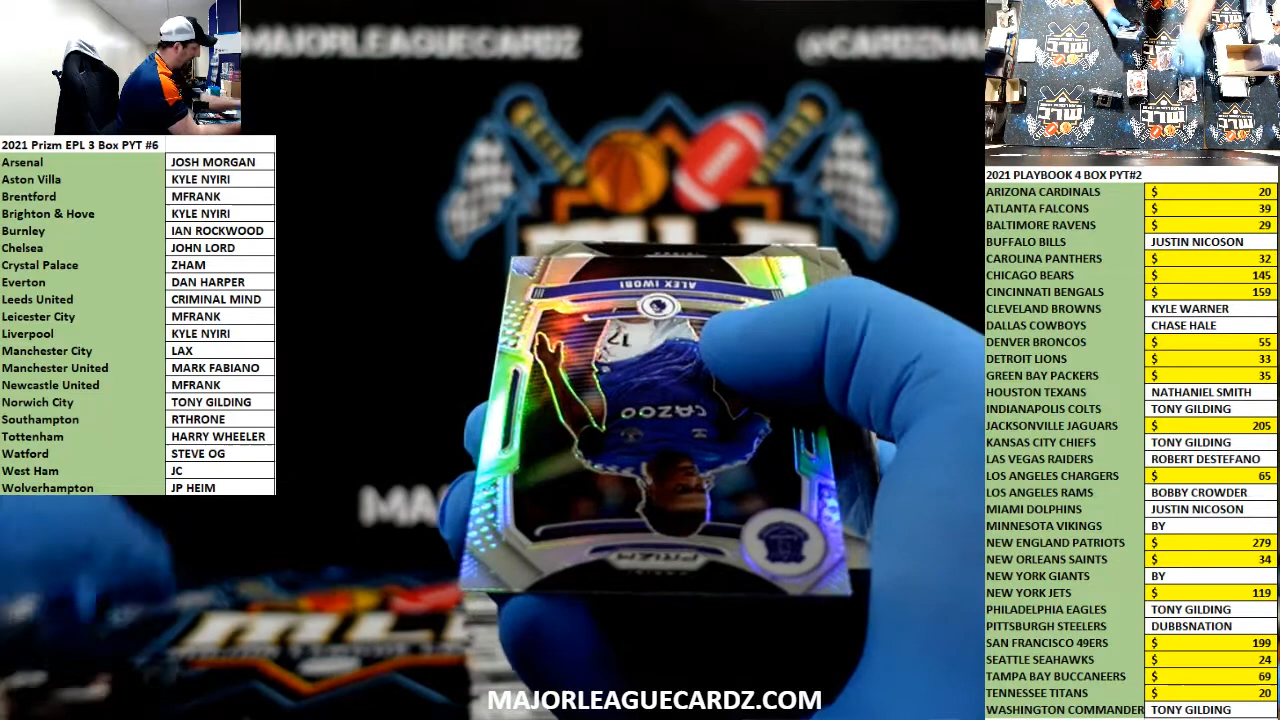 MAJORLEAGUECARDZ
2021 Prizm EPL 3 Box PYT #6
Arsenal JOSH MORGAN
Aston Villa KYLE NYIRI
Brentford MFRANK
Brighton & Hove KYLE NYIRI
Burnley IAN ROCKWOOD
Chelsea JOHN LORD
Crystal Palace ZHAM
Everton DAN HARPER
Leeds United CRIMINAL MIND
Leicester City MFRANK
Liverpool KYLE NYIRI
Manchester City LAX
Manchester United MARK FABIANO
Newcastle United MFRANK
Norwich City TONY GILDING
Southampton RTHRONE
Tottenham HARRY WHEELER
Watford STEVE OG
West Ham JC
Wolverhampton JP HEIM
ALEX IWOBI
17
CAZOO
PRIZM
MAJORLEAGUECARDZ.COM
2021 PLAYBOOK 4 BOX PYT#2
ARIZONA CARDINALS $ 20
ATLANTA FALCONS $ 39
BALTIMORE RAVENS $ 29
BUFFALO BILLS JUSTIN NICOSON
CAROLINA PANTHERS $ 32
CHICAGO BEARS $ 145
CINCINNATI BENGALS $ 159
CLEVELAND BROWNS KYLE WARNER
DALLAS COWBOYS CHASE HALE
DENVER BRONCOS $ 55
DETROIT LIONS $ 33
GREEN BAY PACKERS $ 35
HOUSTON TEXANS NATHANIEL SMITH
INDIANAPOLIS COLTS TONY GILDING
JACKSONVILLE JAGUARS $ 205
KANSAS CITY CHIEFS TONY GILDING
LAS VEGAS RAIDERS ROBERT DESTEFANO
LOS ANGELES CHARGERS $ 65
LOS ANGELES RAMS BOBBY CROWDER
MIAMI DOLPHINS JUSTIN NICOSON
MINNESOTA VIKINGS BY
NEW ENGLAND PATRIOTS $ 279
NEW ORLEANS SAINTS $ 34
NEW YORK GIANTS BY
NEW YORK JETS $ 119
PHILADELPHIA EAGLES TONY GILDING
PITTSBURGH STEELERS DUBBSNATION
SAN FRANCISCO 49ERS $ 199
SEATTLE SEAHAWKS $ 24
TAMPA BAY BUCCANEERS $ 69
TENNESSEE TITANS $ 20
WASHINGTON COMMANDER TONY GILDING